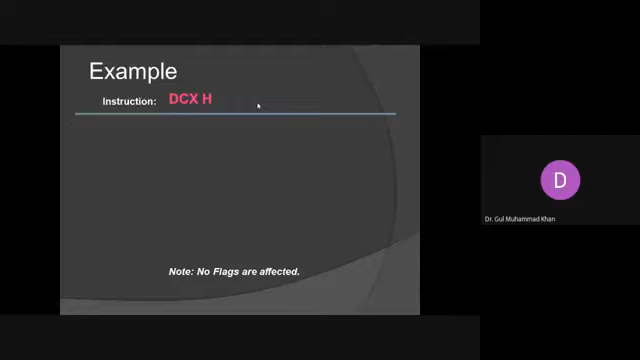 Example
Instruction: DCX H
Note: No Flags are affected.
D
Dr. Gul Muhammad Khan